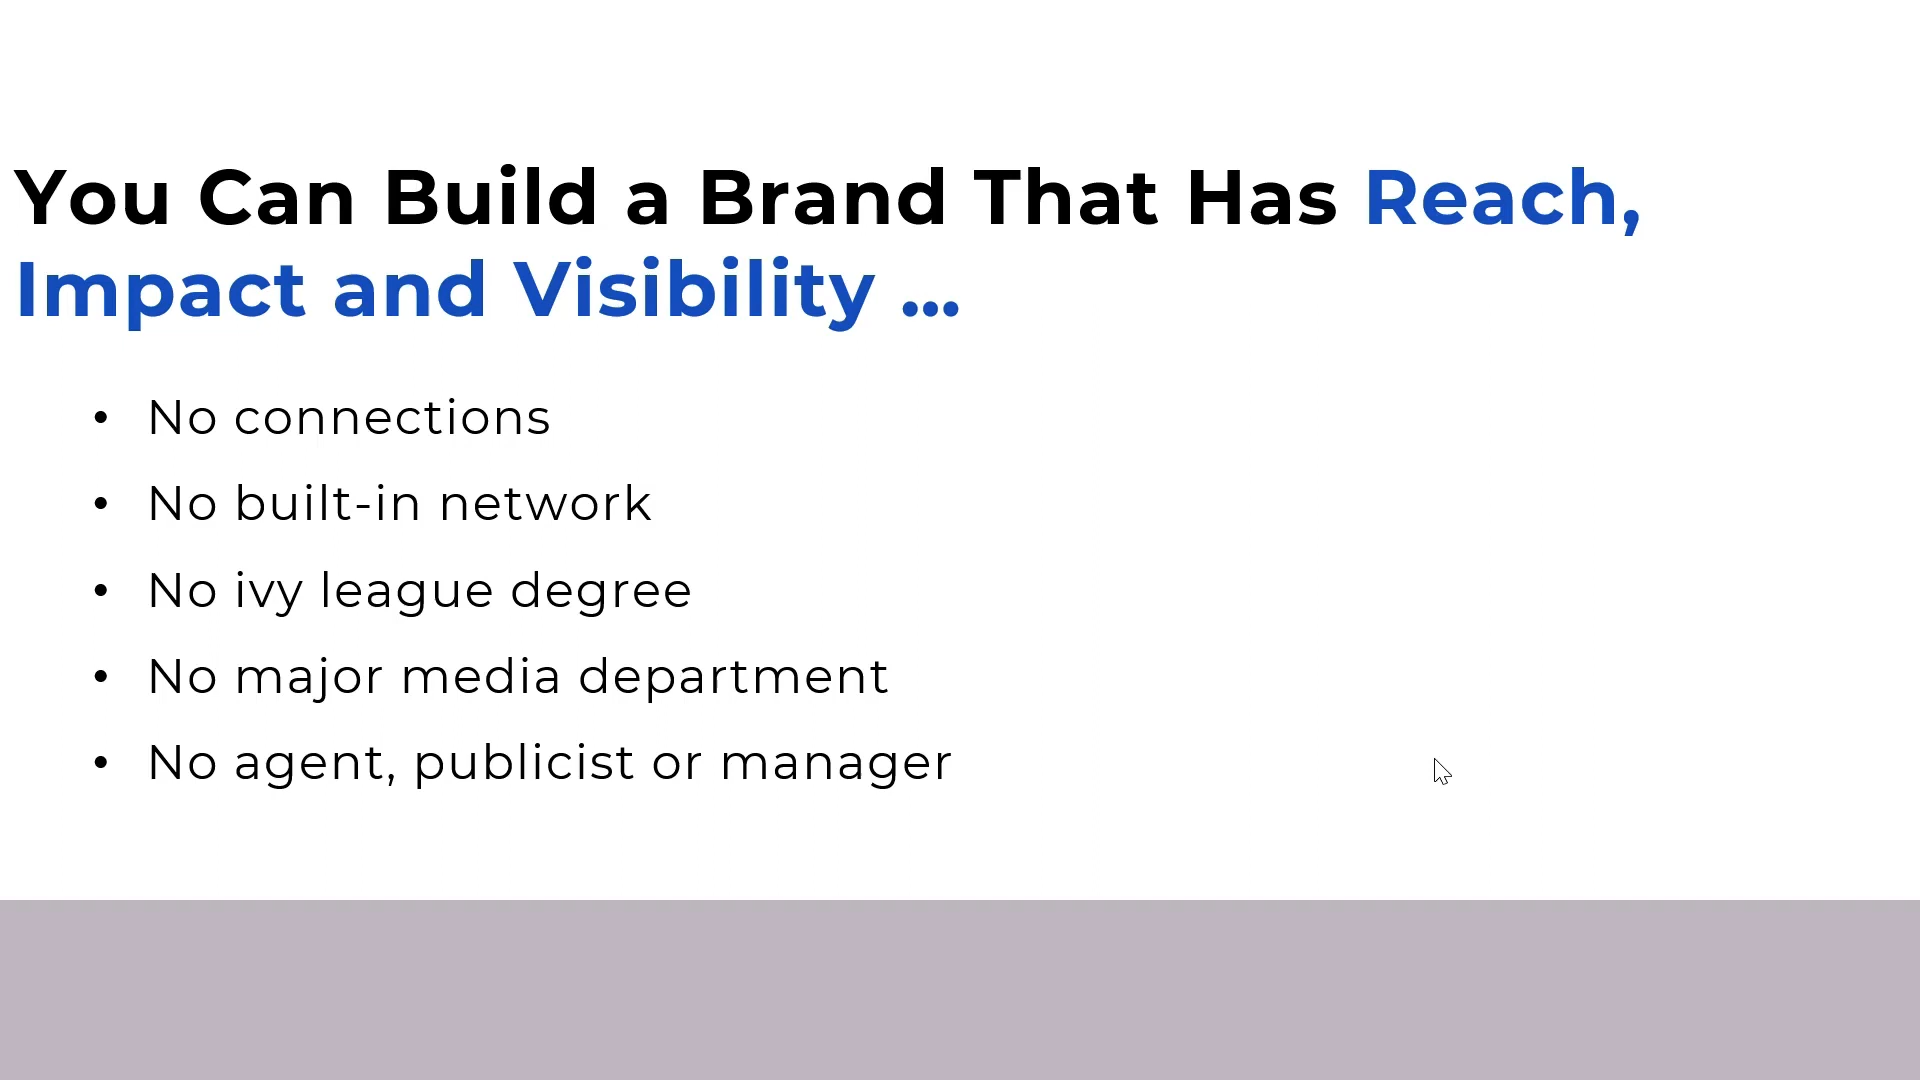 You Can Build a Brand That Has Reach,
Impact and Visibility ...
• No connections
• No built-in network
• No ivy league degree
• No major media department
• No agent, publicist or manager